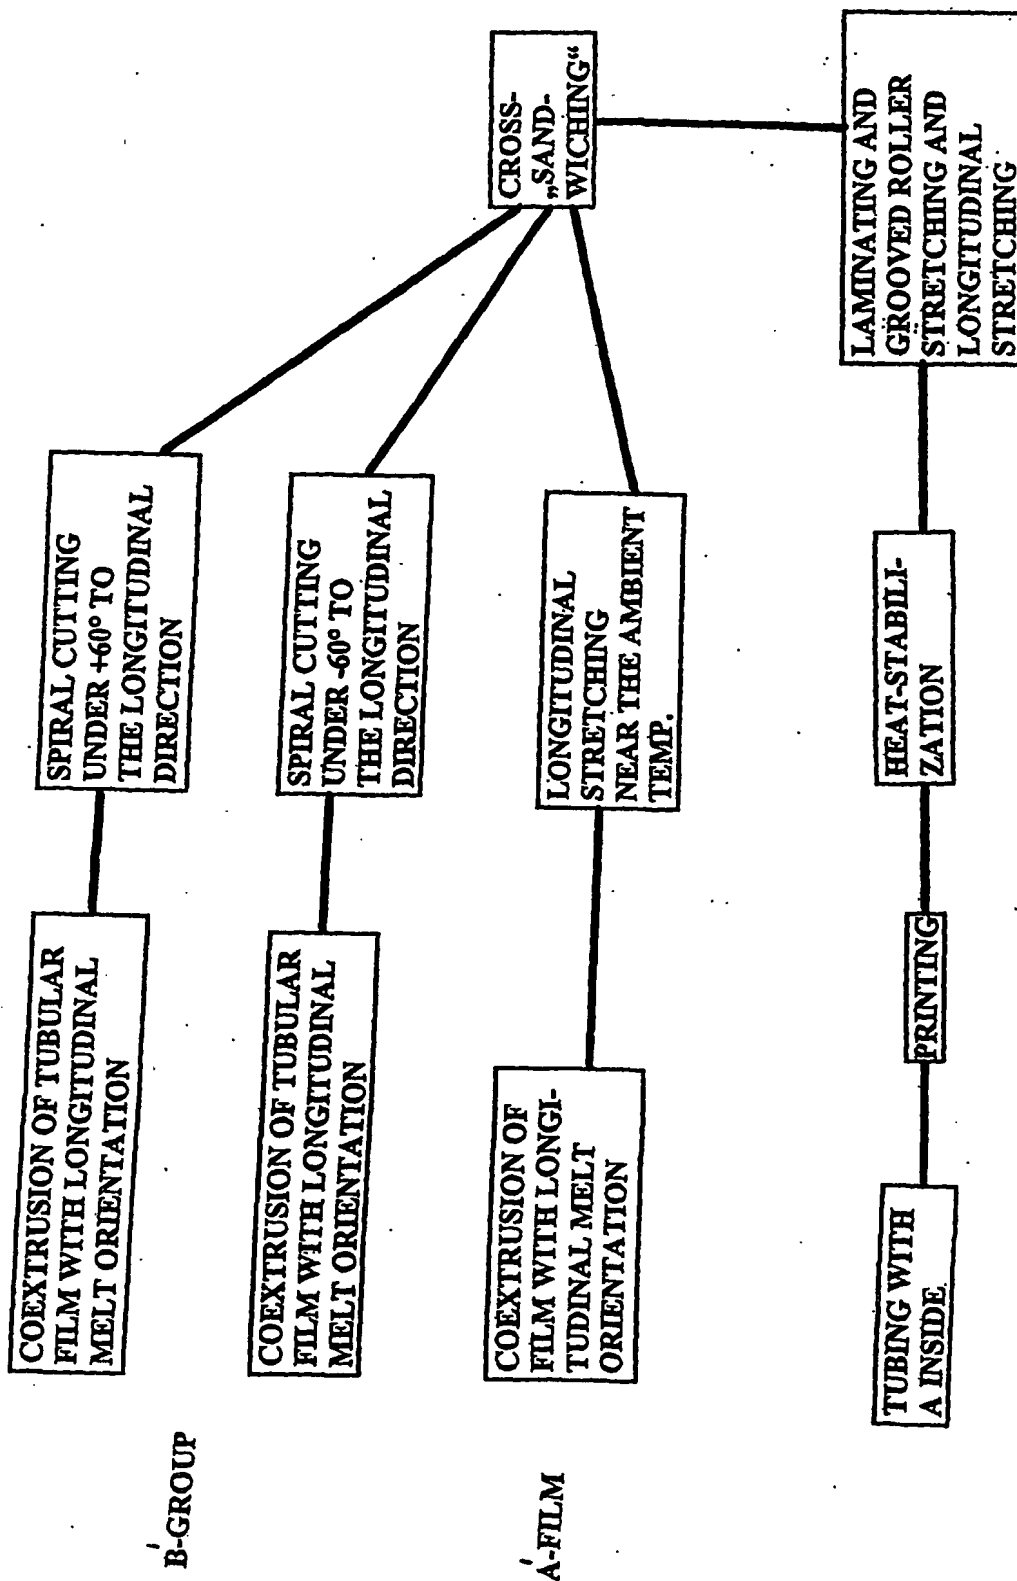 B-GROUP
COEXTRUSION OF TUBULAR
FILM WITH LONGITUDINAL
MELT ORIENTATION
SPIRAL CUTTING
UNDER +60° TO
THE LONGITUDINAL
DIRECTION
COEXTRUSION OF TUBULAR
FILM WITH LONGITUDINAL
MELT ORIENTATION
SPIRAL CUTTING
UNDER -60° TO
THE LONGITUDINAL
DIRECTION
CROSS-
„SAND-
WICHING“
A-FILM
COEXTRUSION OF
FILM WITH LONGI-
TUDINAL MELT
ORIENTATION
LONGITUDINAL
STRETCHING
NEAR THE AMBIENT
TEMP.
LAMINATING AND
GROOVED ROLLER
STRETCHING AND
LONGITUDINAL
STRETCHING
HEAT-STABILI-
ZATION
PRINTING
TUBING WITH
A INSIDE